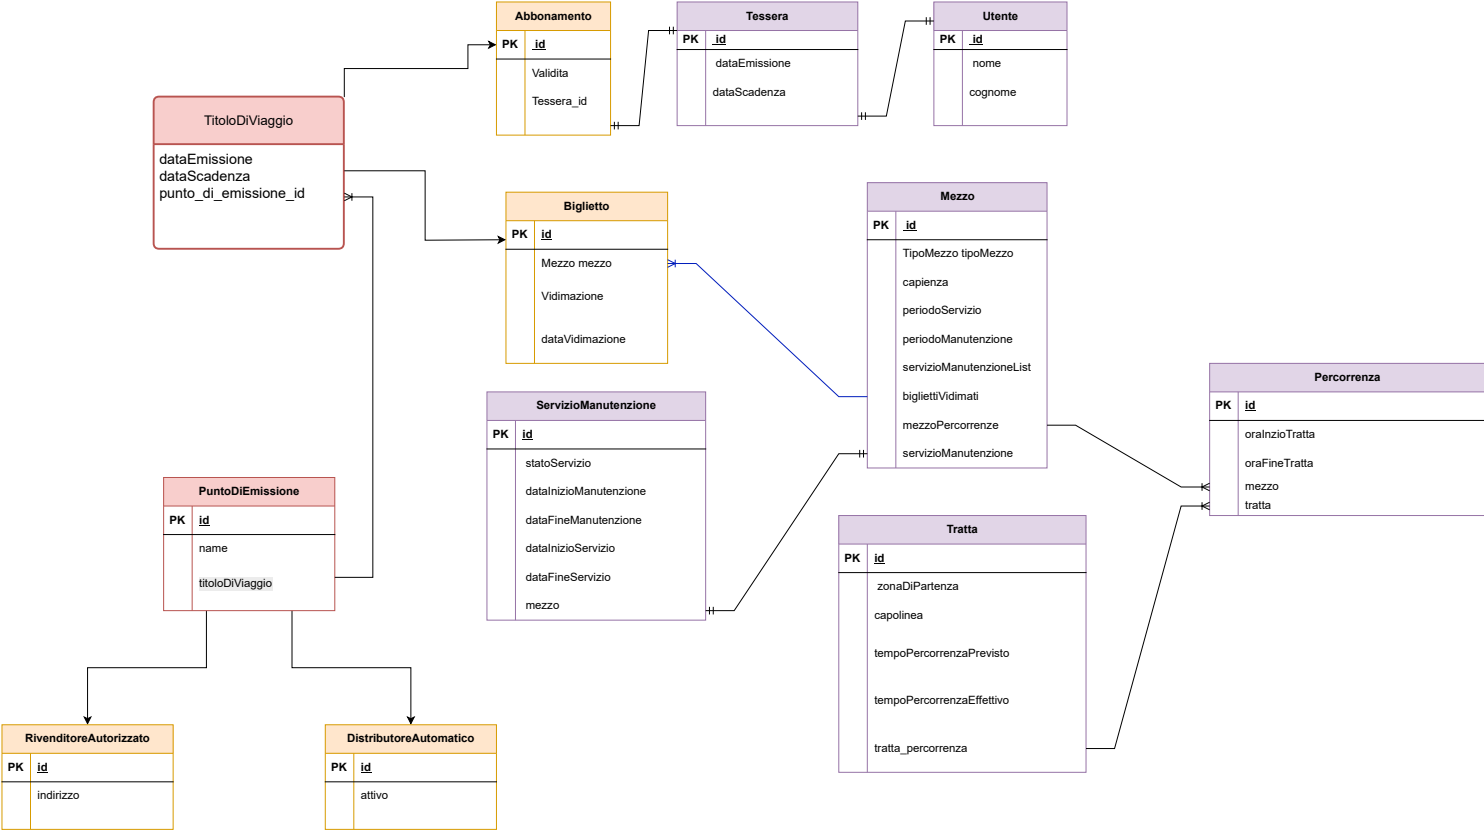 Abbonamento
PK id
Validita
Tessera_id
Tessera
PK id
dataEmissione
dataScadenza
Utente
PK id
nome
cognome
TitoloDiViaggio
dataEmissione
dataScadenza
punto_di_emissione_id
Biglietto
PK id
Mezzo mezzo
Vidimazione
dataVidimazione
Mezzo
PK id
TipoMezzo tipoMezzo
capienza
periodoServizio
periodoManutenzione
servizioManutenzioneList
bigliettiVidimati
mezzoPercorrenze
servizioManutenzione
Percorrenza
PK id
oraInzioTratta
oraFineTratta
mezzo
tratta
ServizioManutenzione
PK id
statoServizio
dataInizioManutenzione
dataFineManutenzione
dataInizioServizio
dataFineServizio
mezzo
PuntoDiEmissione
PK id
name
titoloDiViaggio
Tratta
PK id
zonaDiPartenza
capolinea
tempoPercorrenzaPrevisto
tempoPercorrenzaEffettivo
tratta_percorrenza
RivenditoreAutorizzato
PK id
indirizzo
DistributoreAutomatico
PK id
attivo